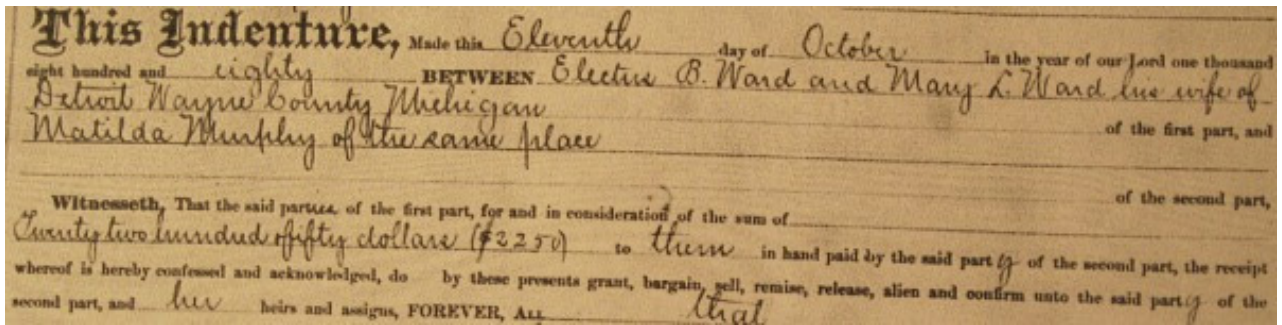 This Indenture, Made this Eleventh day of October in the year of our Lord one thousand
eight hundred and eighty BETWEEN Electus B. Ward and Mary L. Ward his wife of
Detroit Wayne County Michigan
of the first part, and
Matilda Murphy of the same place
of the second part,
Witnesseth, That the said parties of the first part, for and in consideration of the sum of
Twenty two hundred & fifty dollars ($2250) to them in hand paid by the said party of the second part, the receipt
whereof is hereby confessed and acknowledged, do by these presents grant, bargain, sell, remise, release, alien and confirm unto the said party of the
second part, and her heirs and assigns, FOREVER, ALL that